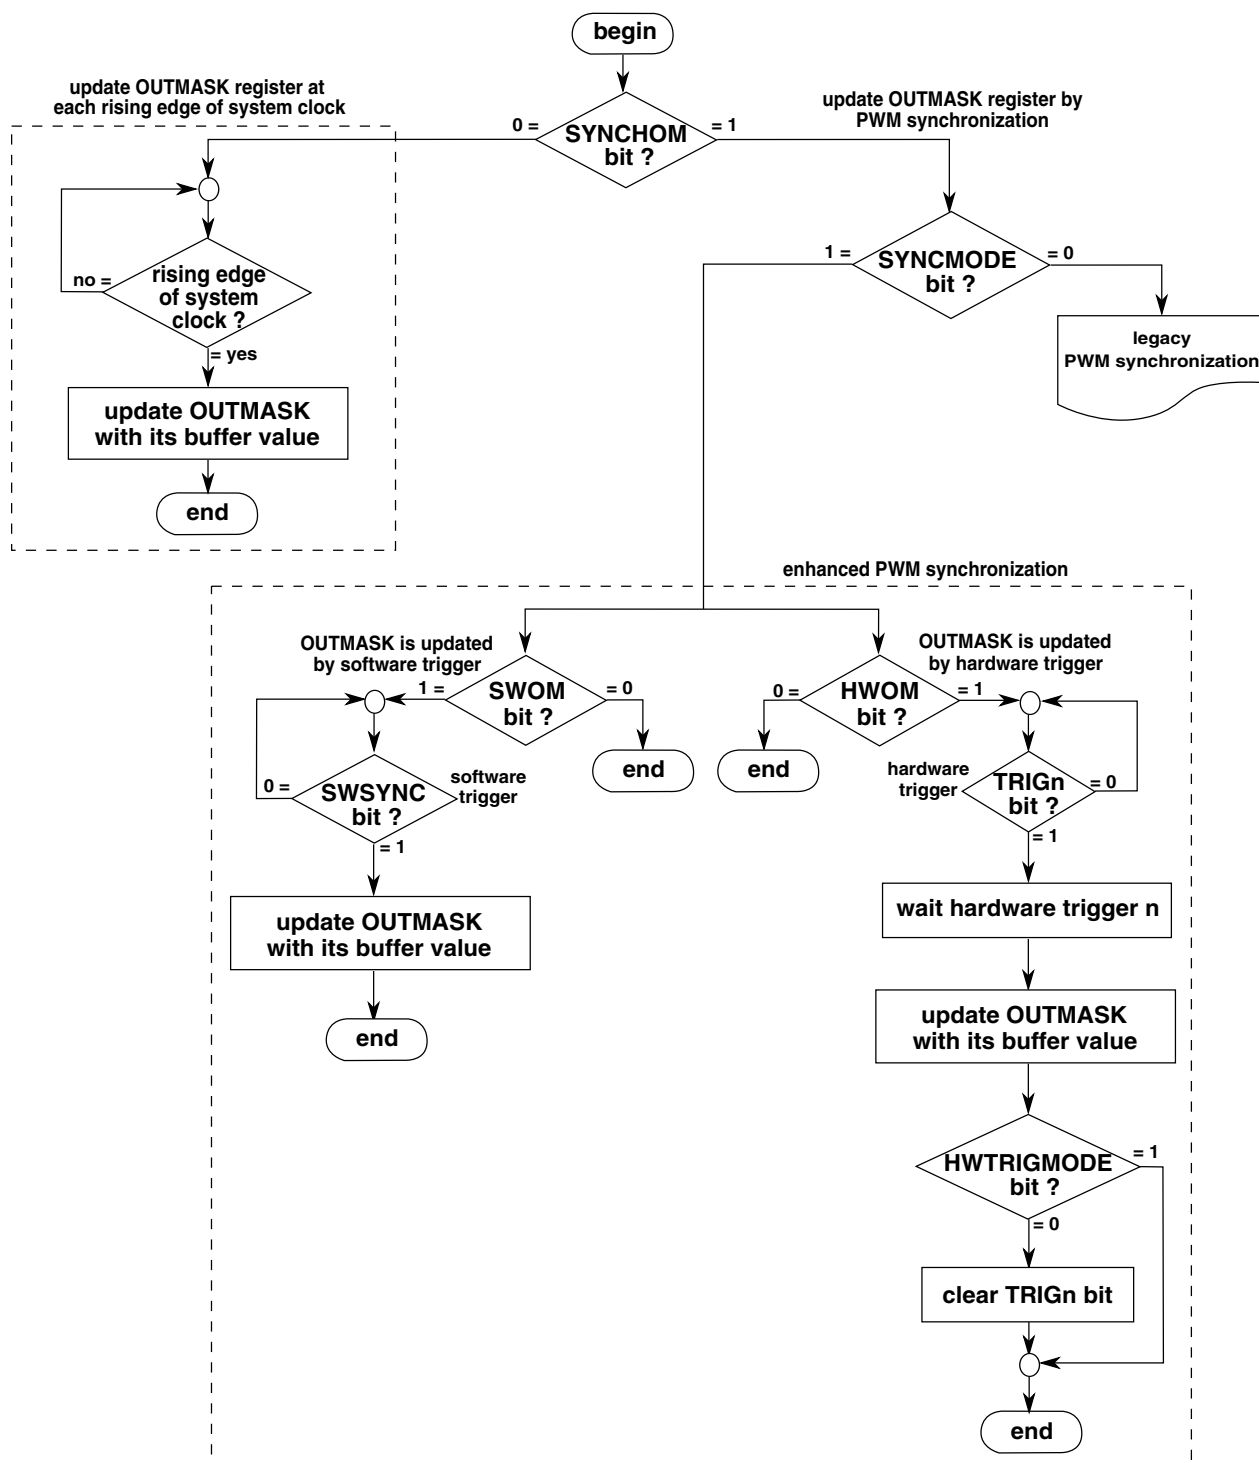 begin
update OUTMASK register at
each rising edge of system clock
update OUTMASK register by
PWM synchronization
0 =
SYNCHOM
bit ?
= 1
1 =
SYNCMODE
bit ?
= 0
no =
rising edge
of system
clock ?
= yes
legacy
PWM synchronization
update OUTMASK
with its buffer value
end
enhanced PWM synchronization
OUTMASK is updated
by software trigger
OUTMASK is updated
by hardware trigger
1 =
SWOM
bit ?
= 0
0 =
HWOM
bit ?
= 1
end
end
0 =
SWSYNC
bit ?
software
trigger
= 1
hardware
trigger
TRIGn
bit ?
= 0
= 1
update OUTMASK
with its buffer value
end
wait hardware trigger n
update OUTMASK
with its buffer value
HWTRIGMODE
bit ?
= 1
= 0
clear TRIGn bit
end